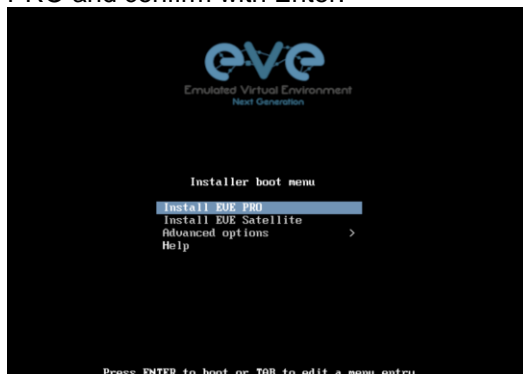 PRO and confirm with Enter.
eve
Emulated Virtual Environment
Next Generation
Installer boot menu
Install EVE PRO
Install EVE Satellite
Advanced options >
Help
Press ENTER to boot or TAB to edit a menu entry